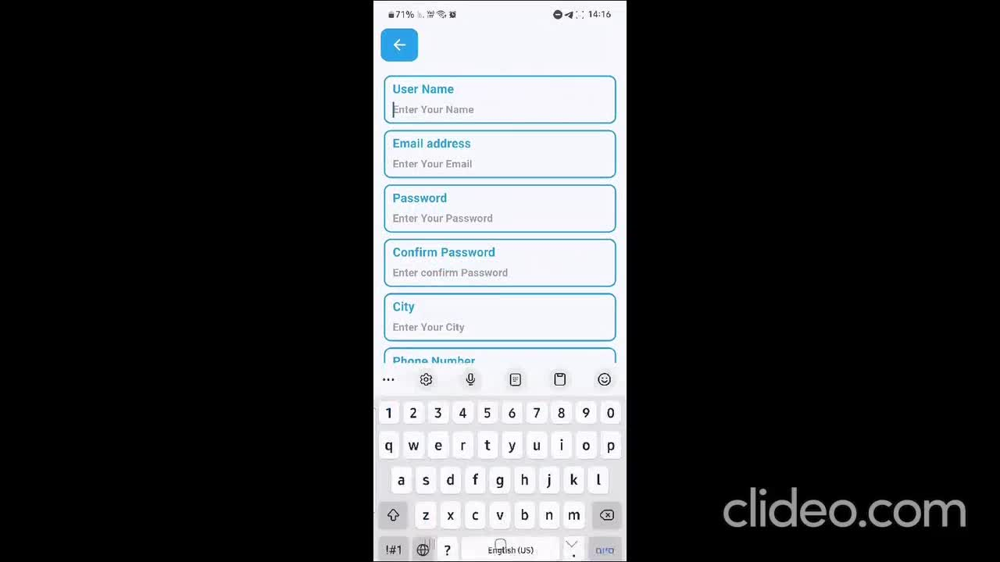 71% 14:16
User Name
Enter Your Name
Email address
Enter Your Email
Password
Enter Your Password
Confirm Password
Enter confirm Password
City
Enter Your City
Phone Number
1 2 3 4 5 6 7 8 9 0
q w e r t y u i o p
a s d f g h j k l
z x c v b n m
!#1 ? English (US) . סיום
clideo.com